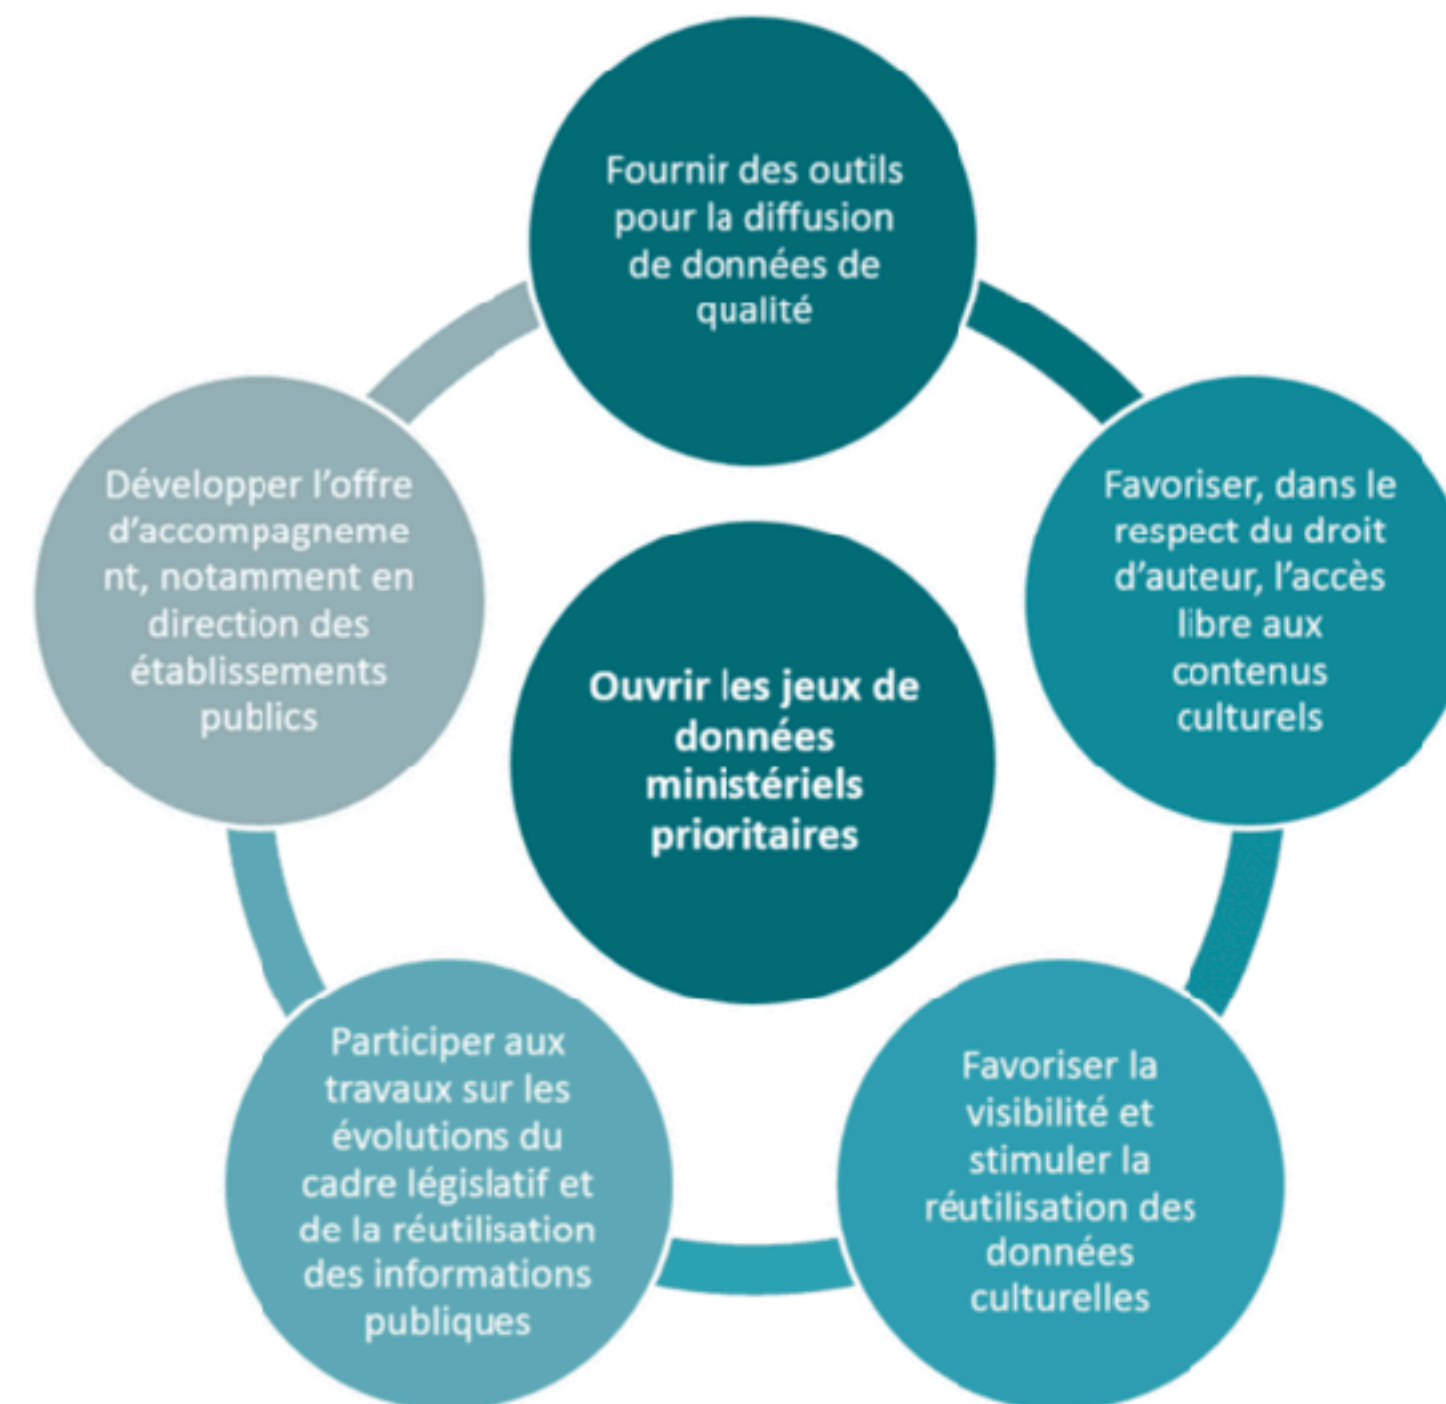 Fournir des outils
pour la diffusion
de données de
qualité
Favoriser, dans le
respect du droit
d’auteur, l’accès
libre aux
contenus
culturels
Favoriser la
visibilité et
stimuler la
réutilisation des
données
culturelles
Participer aux
travaux sur les
évolutions du
cadre législatif et
de la réutilisation
des informations
publiques
Développer l’offre
d’accompagneme
nt, notamment en
direction des
établissements
publics
Ouvrir les jeux de
données
ministériels
prioritaires